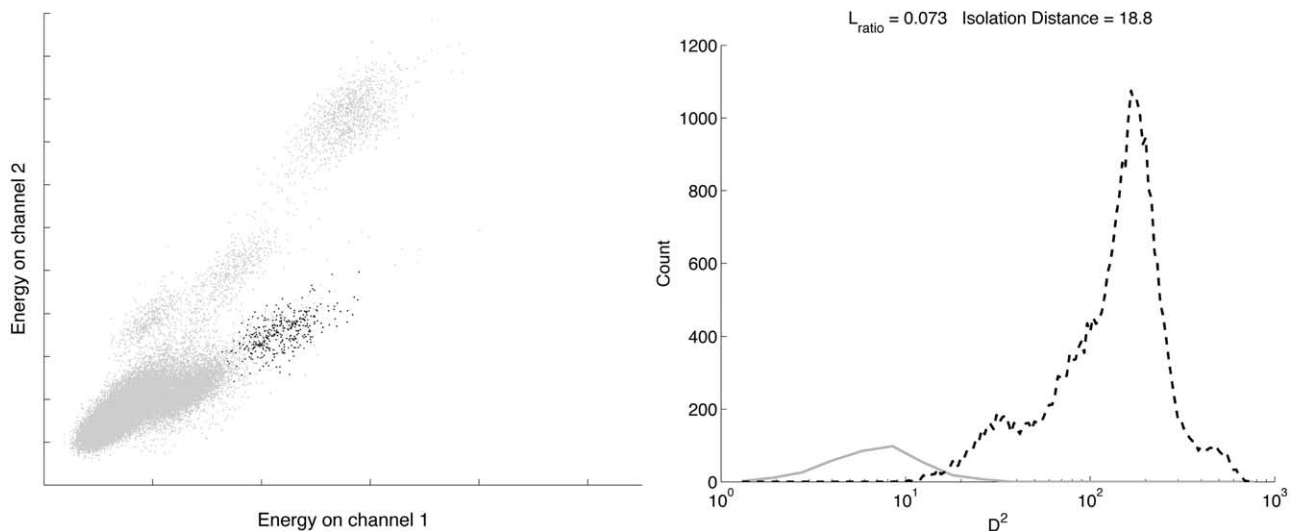 Energy on channel 2
Energy on channel 1
L_ratio = 0.073 Isolation Distance = 18.8
1200
1000
800
600
400
200
0
Count
10^0
10^1
10^2
10^3
D^2